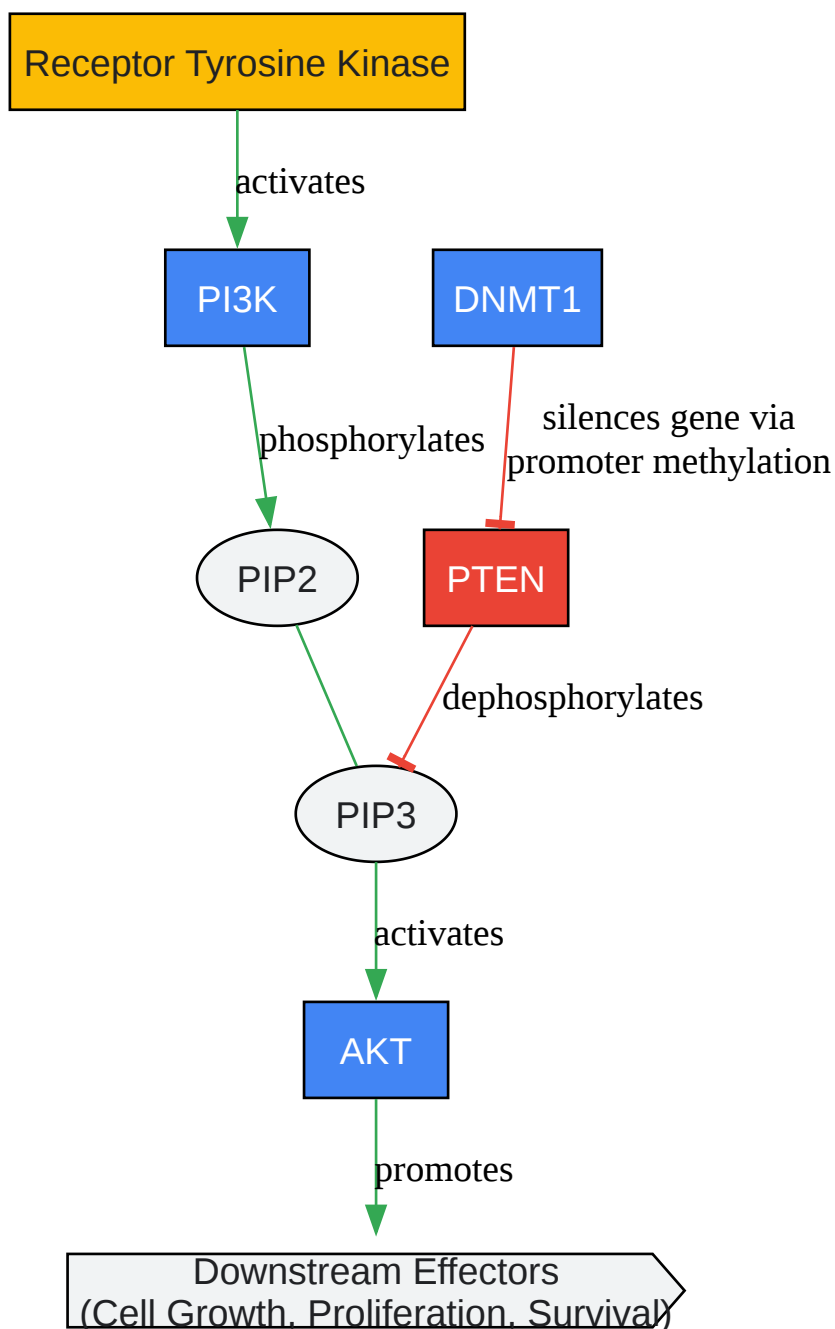 Receptor Tyrosine Kinase
activates
PI3K
DNMT1
phosphorylates
silences gene via
promoter methylation
PIP2
PTEN
dephosphorylates
PIP3
activates
AKT
promotes
Downstream Effectors
(Cell Growth, Proliferation, Survival)